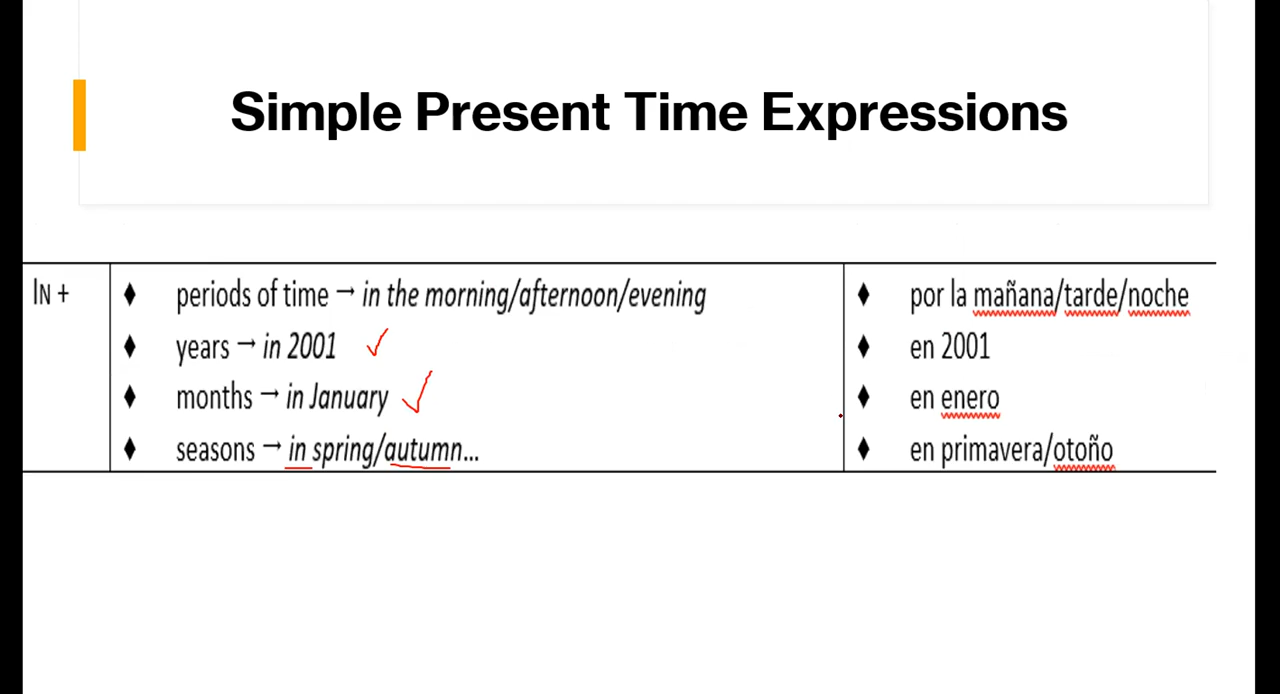 Simple Present Time Expressions
IN +
♦ periods of time → in the morning/afternoon/evening
♦ years → in 2001 ✓
♦ months → in January ✓
♦ seasons → in spring/autumn...
♦ por la mañana/tarde/noche
♦ en 2001
♦ en enero
♦ en primavera/otoño